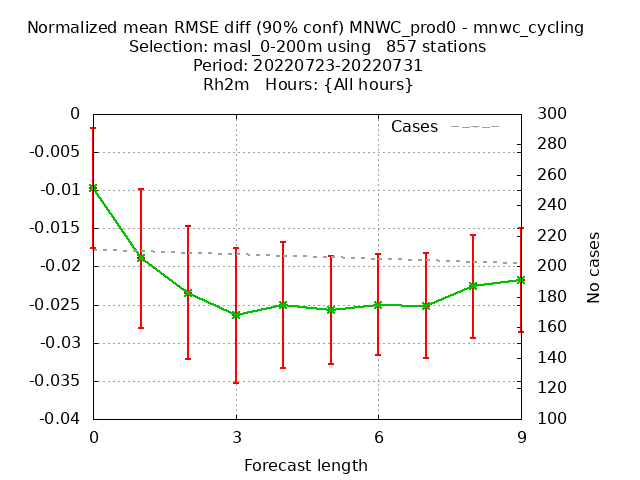 Normalized mean RMSE diff (90% conf) MNWC_prod0 - mnwc_cycling
Selection: masl_0-200m using   857 stations
Period: 20220723-20220731
Rh2m   Hours: {All hours}
0
-0.005
-0.01
-0.015
-0.02
-0.025
-0.03
-0.035
-0.04
Cases
300
280
260
240
220
200
180
160
140
120
100
No cases
0 3 6 9
Forecast length